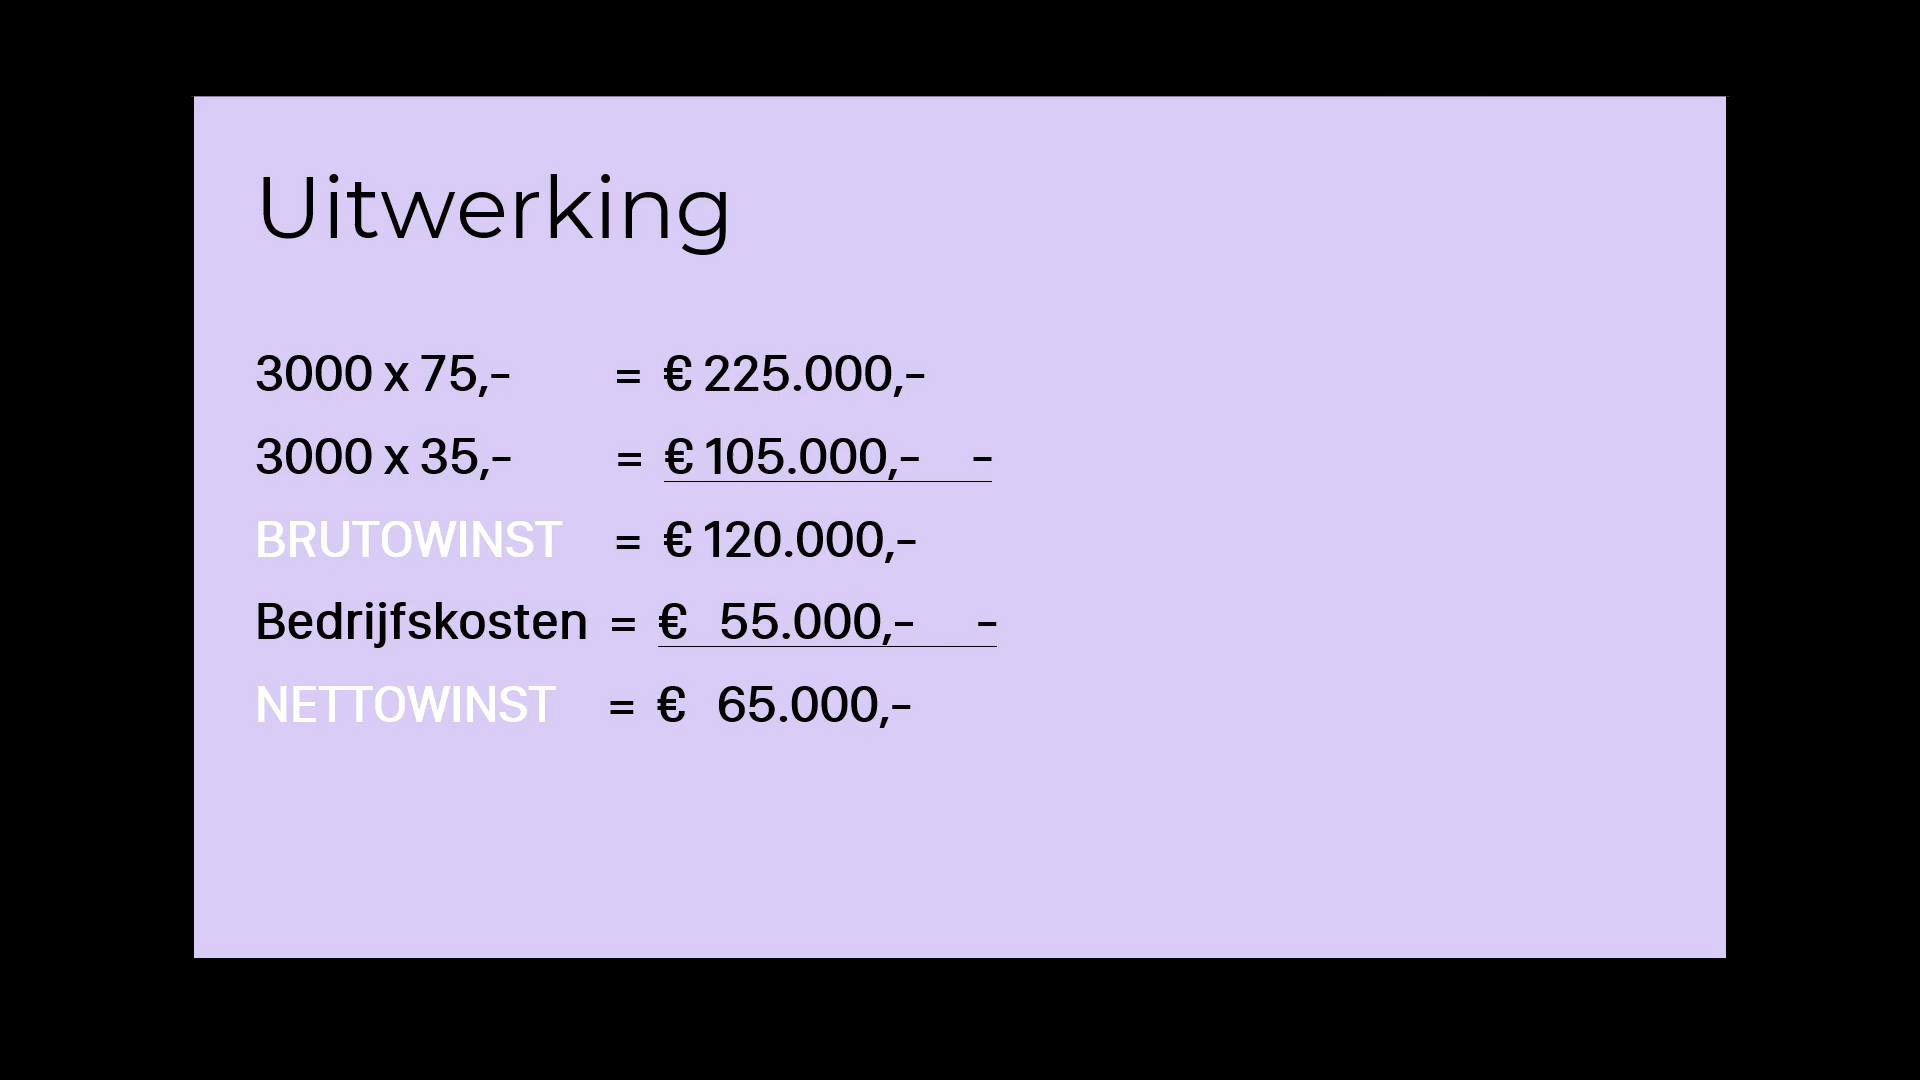 Uitwerking
3000 x 75,- = € 225.000,-
3000 x 35,- = € 105.000,- -
BRUTOWINST = € 120.000,-
Bedrijfskosten = € 55.000,- -
NETTOWINST = € 65.000,-